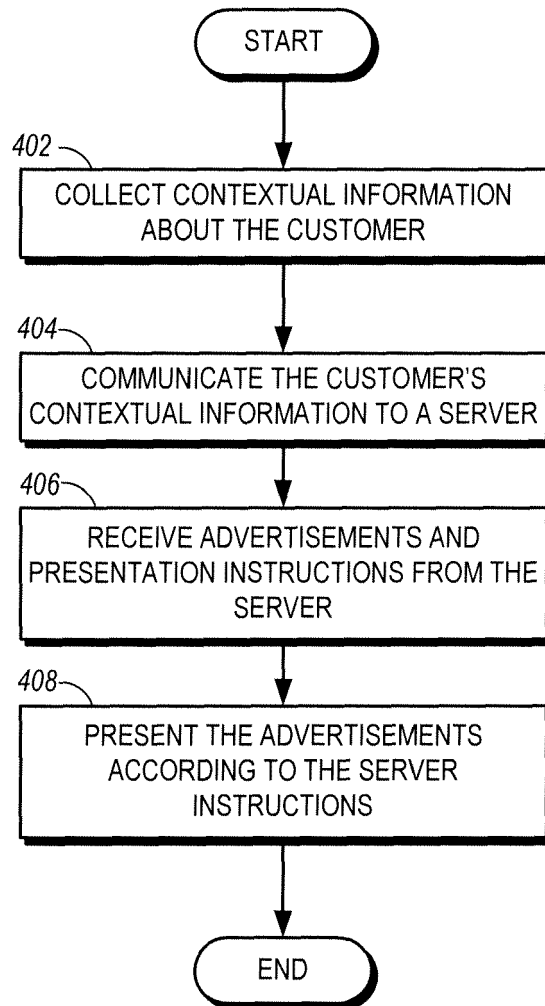 START
402
COLLECT CONTEXTUAL INFORMATION
ABOUT THE CUSTOMER
404
COMMUNICATE THE CUSTOMER'S
CONTEXTUAL INFORMATION TO A SERVER
406
RECEIVE ADVERTISEMENTS AND
PRESENTATION INSTRUCTIONS FROM THE
SERVER
408
PRESENT THE ADVERTISEMENTS
ACCORDING TO THE SERVER
INSTRUCTIONS
END